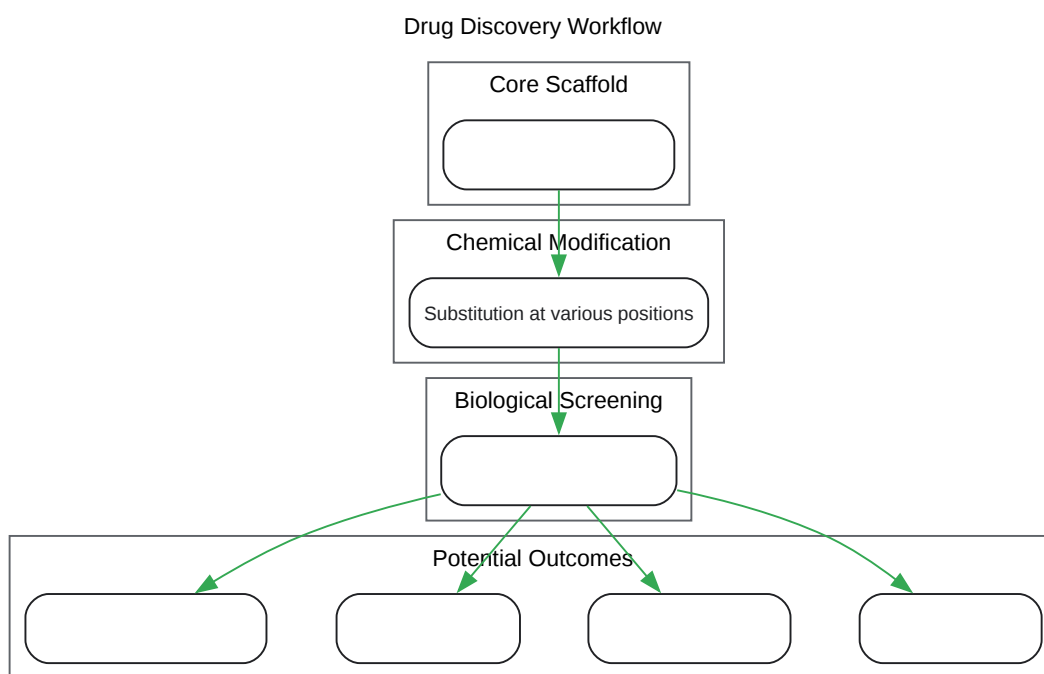 Drug Discovery Workflow
Core Scaffold
Chemical Modification
Substitution at various positions
Biological Screening
Potential Outcomes